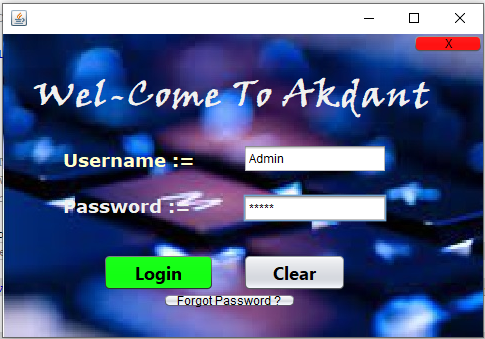 X
Wel-Come To Akdant
Username := Admin
Password := *****
Login Clear
Forgot Password ?